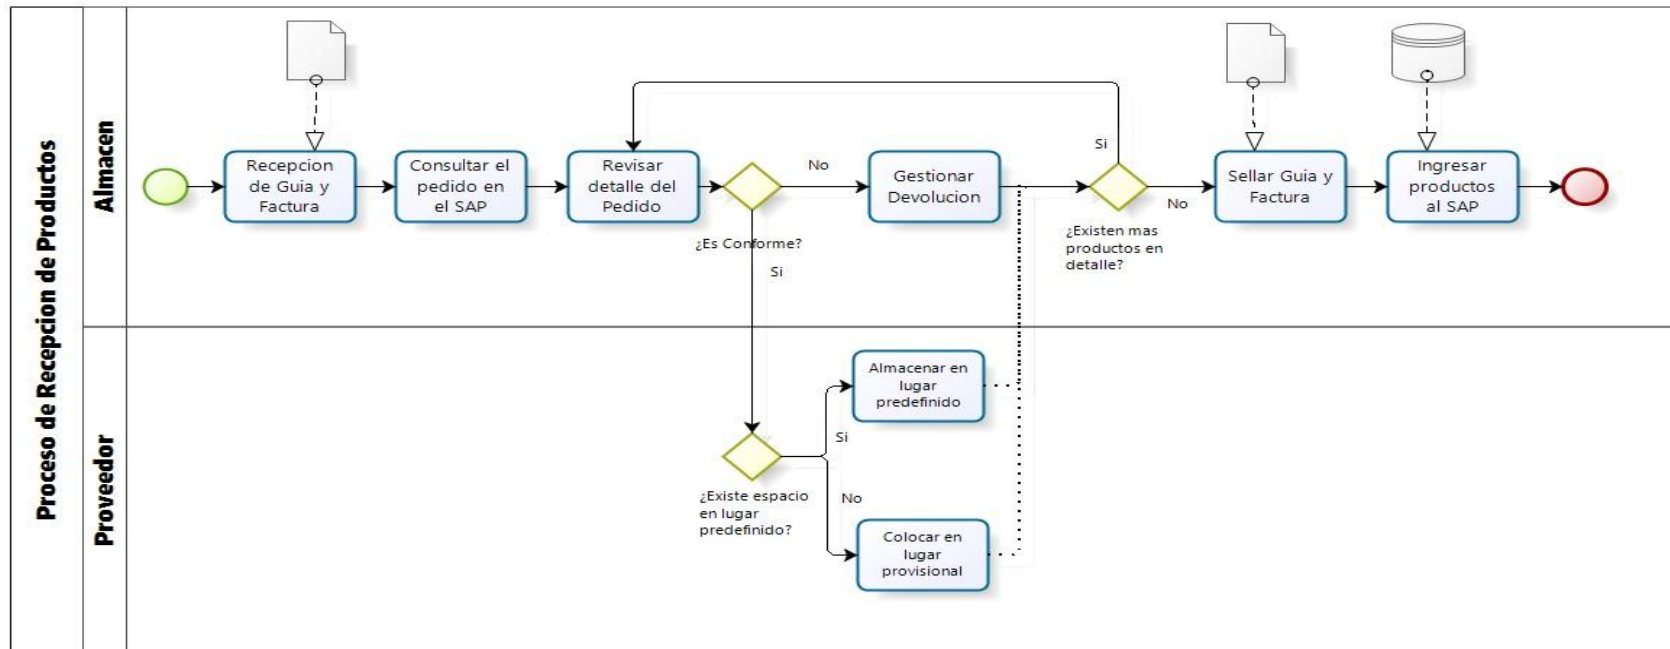 Proceso de Recepcion de Productos
Almacen
Recepcion
de Guia y
Factura
Consultar el
pedido en
el SAP
Revisar
detalle del
Pedido
¿Es Conforme?
No
Si
Gestionar
Devolucion
Si
No
¿Existen mas
productos en
detalle?
Sellar Guia y
Factura
Ingresar
productos
al SAP
Proveedor
¿Existe espacio
en lugar
predefinido?
Si
No
Almacenar en
lugar
predefinido
Colocar en
lugar
provisional